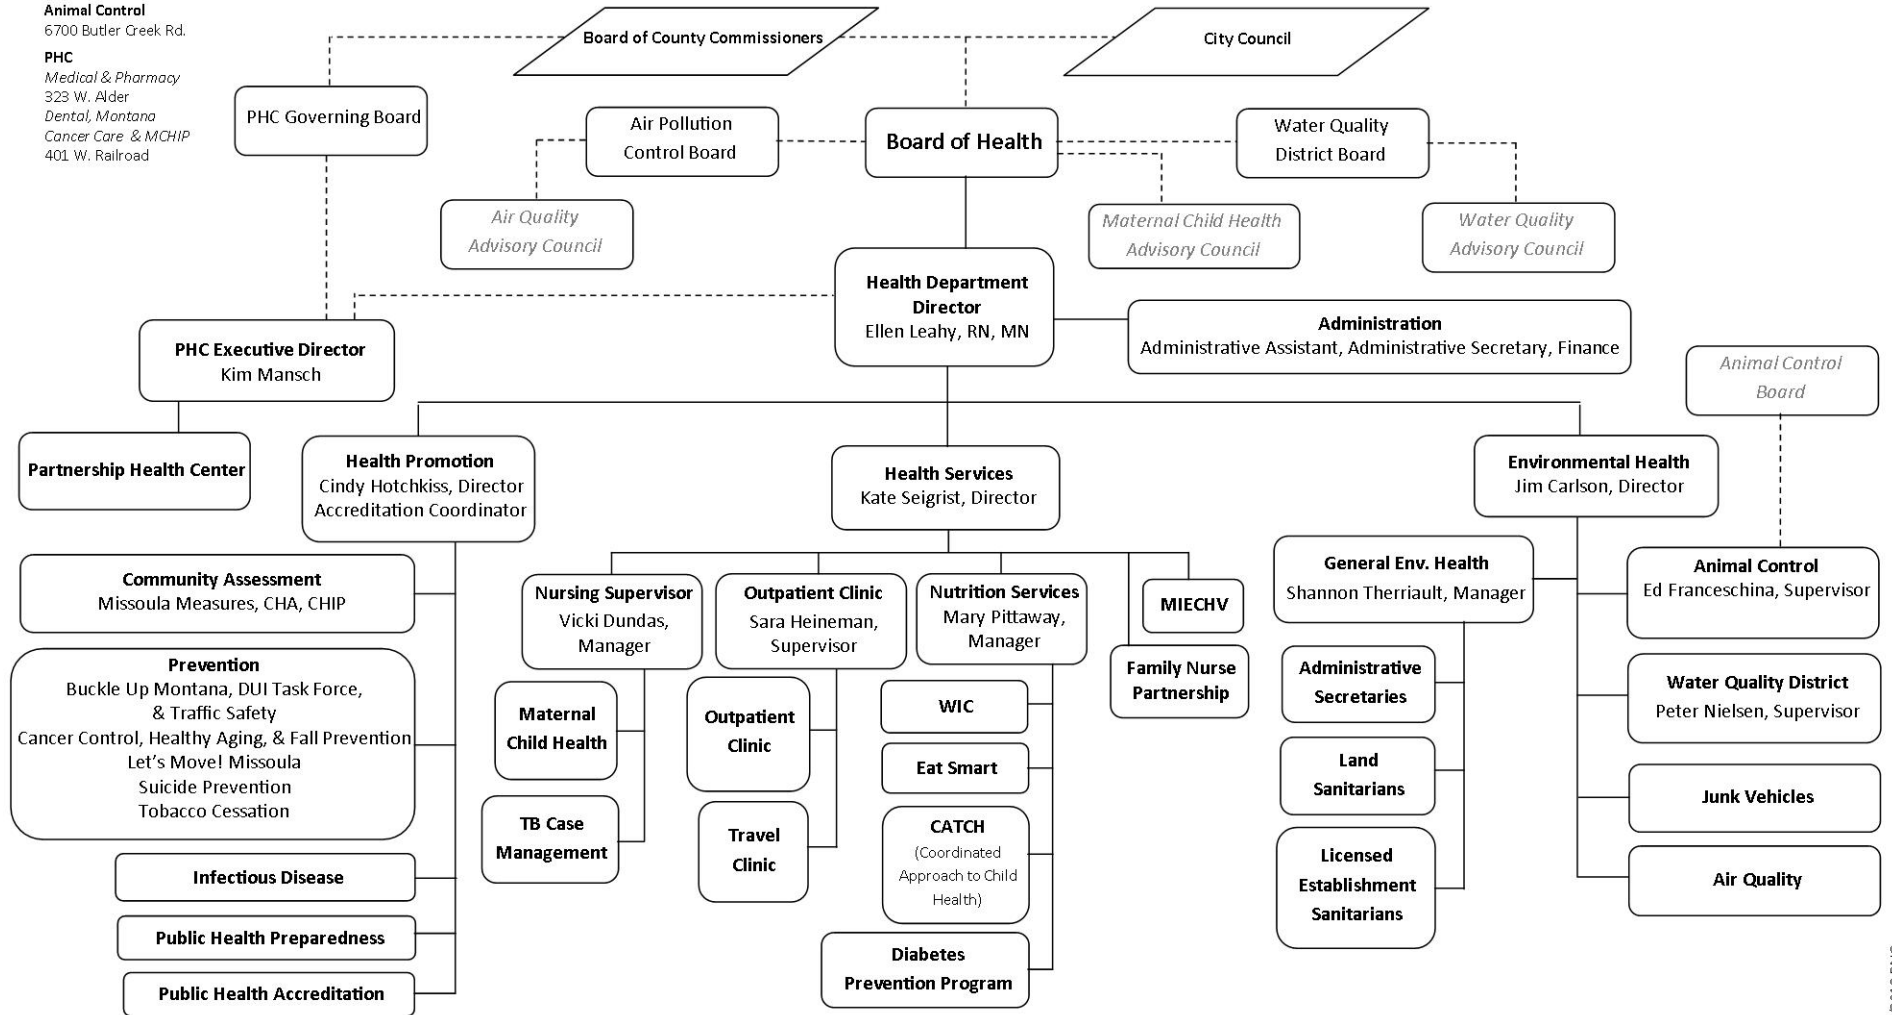 Animal Control
6700 Butler Creek Rd.
PHC
Medical & Pharmacy
323 W. Alder
Dental, Montana
Cancer Care & MCHIP
401 W. Railroad
Board of County Commissioners
City Council
PHC Governing Board
Air Pollution
Control Board
Board of Health
Water Quality
District Board
Air Quality
Advisory Council
Maternal Child Health
Advisory Council
Water Quality
Advisory Council
Health Department
Director
Ellen Leahy, RN, MN
Administration
Administrative Assistant, Administrative Secretary, Finance
PHC Executive Director
Kim Mansch
Animal Control
Board
Partnership Health Center
Health Promotion
Cindy Hotchkiss, Director
Accreditation Coordinator
Health Services
Kate Seigrist, Director
Environmental Health
Jim Carlson, Director
Community Assessment
Missoula Measures, CHA, CHIP
Prevention
Buckle Up Montana, DUI Task Force,
& Traffic Safety
Cancer Control, Healthy Aging, & Fall Prevention
Let's Move! Missoula
Suicide Prevention
Tobacco Cessation
Infectious Disease
Public Health Preparedness
Public Health Accreditation
Nursing Supervisor
Vicki Dundas,
Manager
Maternal
Child Health
TB Case
Management
Outpatient Clinic
Sara Heineman,
Supervisor
Outpatient
Clinic
Travel
Clinic
Nutrition Services
Mary Pittaway,
Manager
WIC
Eat Smart
CATCH
(Coordinated
Approach to Child
Health)
Diabetes
Prevention Program
MIECHV
Family Nurse
Partnership
General Env. Health
Shannon Therriault, Manager
Administrative
Secretaries
Land
Sanitarians
Licensed
Establishment
Sanitarians
Animal Control
Ed Franceschina, Supervisor
Water Quality District
Peter Nielsen, Supervisor
Junk Vehicles
Air Quality